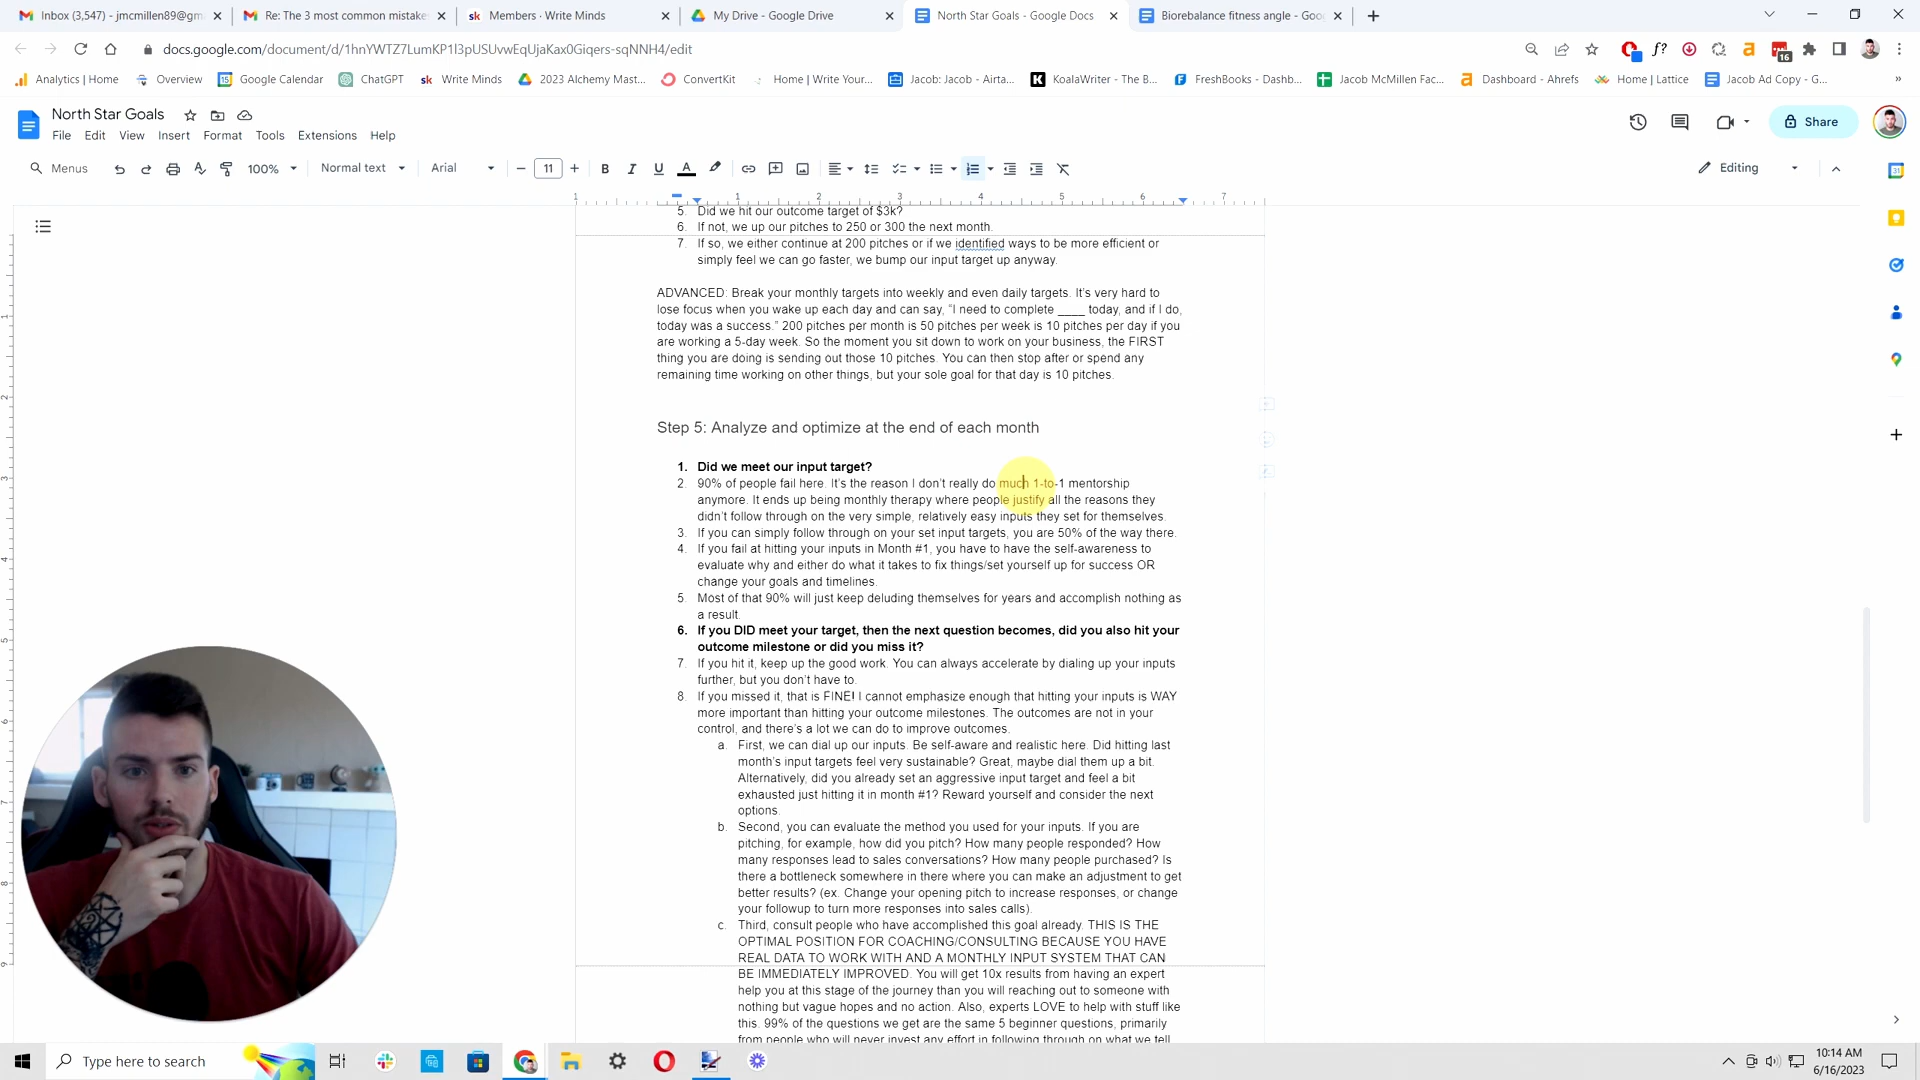 Inbox (3,547) - jmcmillen89@gm
Re: The 3 most common mistake
Members · Write Minds
My Drive - Google Drive
North Star Goals - Google Docs
Biorebalance fitness angle - Goo
docs.google.com/document/d/1hnYWTZ7LumKP1l3pUSUvwEqUjaKax0Giqers-sqNNH4/edit
Analytics | Home
Overview
Google Calendar
ChatGPT
Write Minds
2023 Alchemy Mast...
ConvertKit
Home | Write Your...
Jacob: Jacob - Airta...
KoalaWriter - The B...
FreshBooks - Dashb...
Jacob McMillen Fac...
Dashboard - Ahrefs
Home | Lattice
Jacob Ad Copy - G...
North Star Goals
File Edit View Insert Format Tools Extensions Help
Share
Menus 100% Normal text Arial 11 Editing
5. Did we hit our outcome target of $3k?
6. If not, we up our pitches to 250 or 300 the next month.
7. If so, we either continue at 200 pitches or if we identified ways to be more efficient or
simply feel we can go faster, we bump our input target up anyway.
ADVANCED: Break your monthly targets into weekly and even daily targets. It's very hard to
lose focus when you wake up each day and can say, “I need to complete ____ today, and if I do,
today was a success.” 200 pitches per month is 50 pitches per week is 10 pitches per day if you
are working a 5-day week. So the moment you sit down to work on your business, the FIRST
thing you are doing is sending out those 10 pitches. You can then stop after or spend any
remaining time working on other things, but your sole goal for that day is 10 pitches.
Step 5: Analyze and optimize at the end of each month
1. Did we meet our input target?
2. 90% of people fail here. It's the reason I don't really do much 1-to-1 mentorship
anymore. It ends up being monthly therapy where people justify all the reasons they
didn't follow through on the very simple, relatively easy inputs they set for themselves.
3. If you can simply follow through on your set input targets, you are 50% of the way there.
4. If you fail at hitting your inputs in Month #1, you have to have the self-awareness to
evaluate why and either do what it takes to fix things/set yourself up for success OR
change your goals and timelines.
5. Most of that 90% will just keep deluding themselves for years and accomplish nothing as
a result.
6. If you DID meet your target, then the next question becomes, did you also hit your
outcome milestone or did you miss it?
7. If you hit it, keep up the good work. You can always accelerate by dialing up your inputs
further, but you don't have to.
8. If you missed it, that is FINE! I cannot emphasize enough that hitting your inputs is WAY
more important than hitting your outcome milestones. The outcomes are not in your
control, and there's a lot we can do to improve outcomes.
a. First, we can dial up our inputs. Be self-aware and realistic here. Did hitting last
month's input targets feel very sustainable? Great, maybe dial them up a bit.
Alternatively, did you already set an aggressive input target and feel a bit
exhausted just hitting it in month #1? Reward yourself and consider the next
options.
b. Second, you can evaluate the method you used for your inputs. If you are
pitching, for example, how did you pitch? How many people responded? How
many responses lead to sales conversations? How many people purchased? Is
there a bottleneck somewhere in there where you can make an adjustment to get
better results? (ex. Change your opening pitch to increase responses, or change
your followup to turn more responses into sales calls).
c. Third, consult people who have accomplished this goal already. THIS IS THE
OPTIMAL POSITION FOR COACHING/CONSULTING BECAUSE YOU HAVE
REAL DATA TO WORK WITH AND A MONTHLY INPUT SYSTEM THAT CAN
BE IMMEDIATELY IMPROVED. You will get 10x results from having an expert
help you at this stage of the journey than you will reaching out to someone with
nothing but vague hopes and no action. Also, experts LOVE to help with stuff like
this. 99% of the questions we get are the same 5 beginner questions, primarily
from people who will never invest any effort in following through on what we tell
Type here to search
10:14 AM
6/16/2023